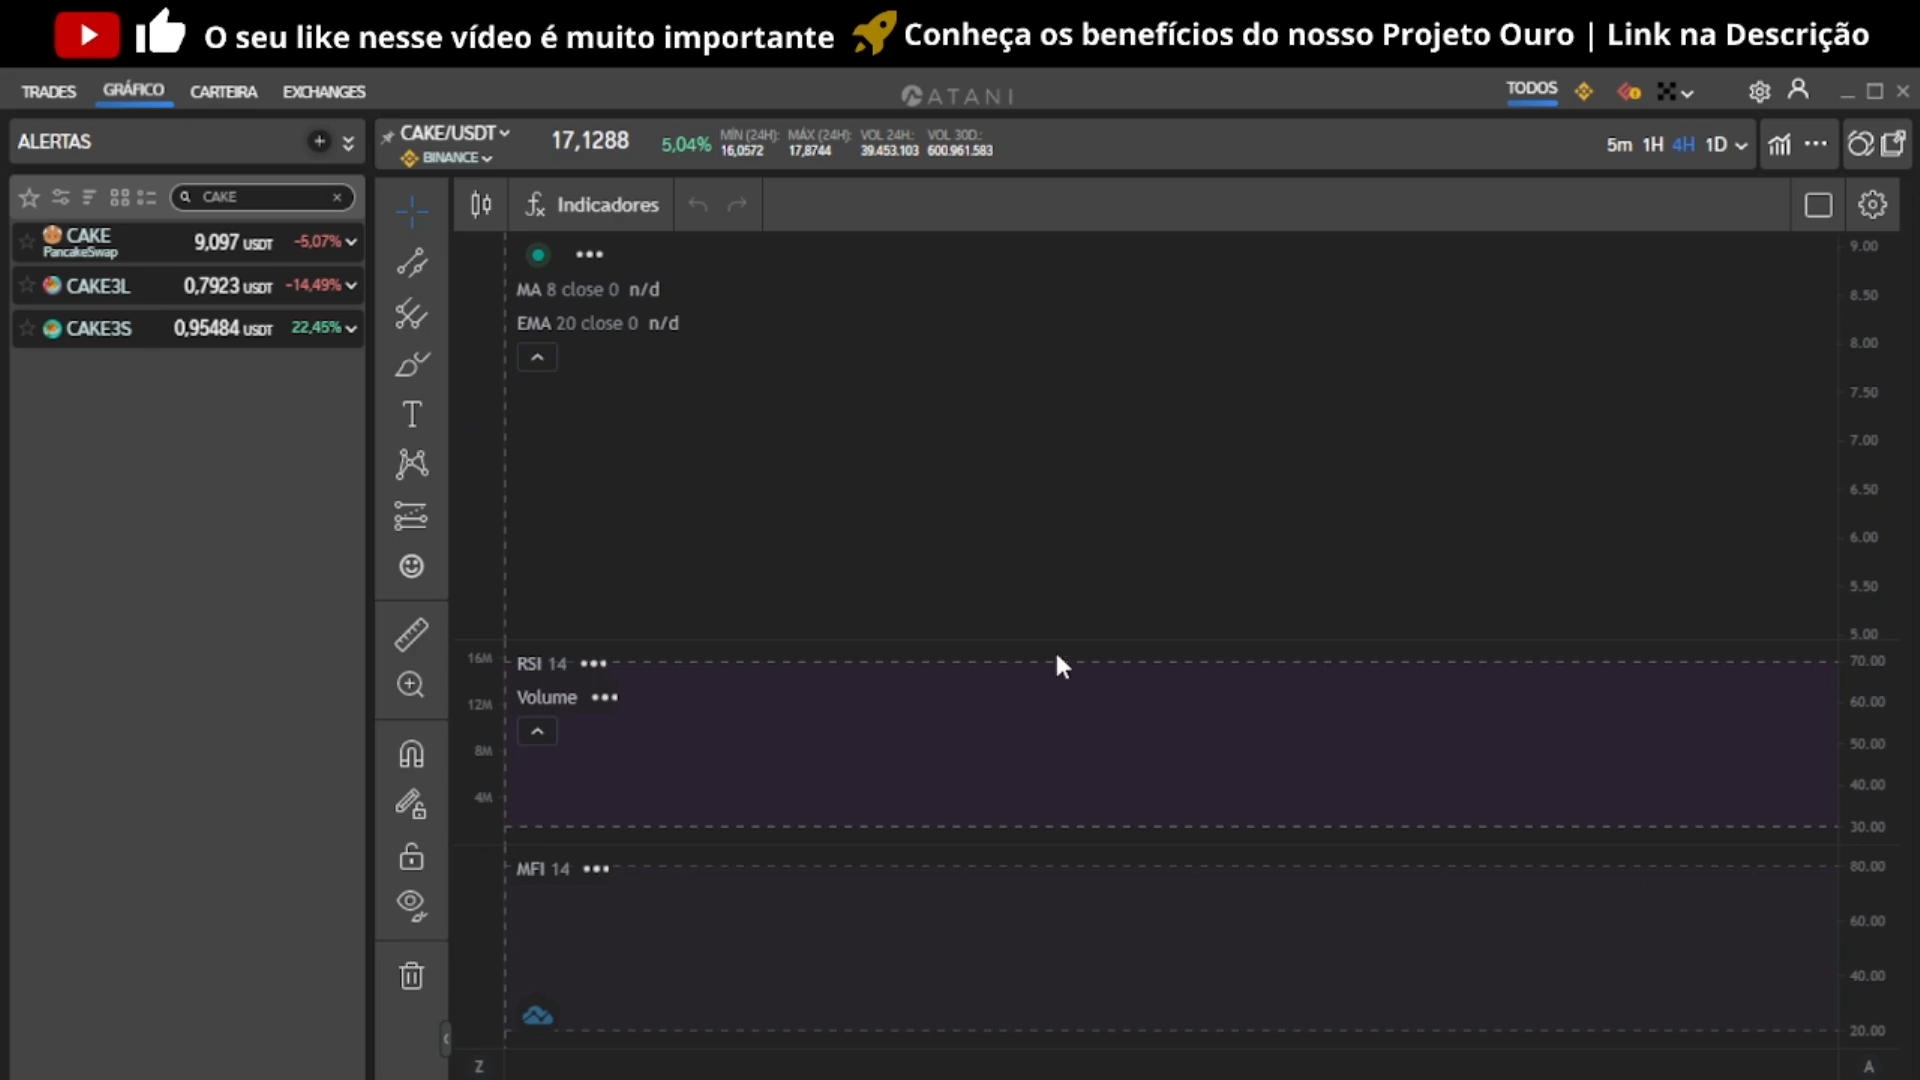 O seu like nesse vídeo é muito importante
Conheça os benefícios do nosso Projeto Ouro | Link na Descrição
TRADES GRÁFICO CARTEIRA EXCHANGES
ATANI
TODOS
ALERTAS
CAKE/USDT
BINANCE
17,1288
5,04%
MÍN (24H): MÁX (24H): VOL 24H: VOL 30D:
16,0572 17,8744 39.453.103 600.961.583
5m 1H 4H 1D
CAKE
CAKE 9,097 USDT -5,07%
PancakeSwap
CAKE3L 0,7923 USDT -14,49%
CAKE3S 0,95484 USDT 22,45%
Indicadores
MA 8 close 0 n/d
EMA 20 close 0 n/d
9.00
8.50
8.00
7.50
7.00
6.50
6.00
5.50
5.00
RSI 14
Volume
16M
12M
8M
4M
70.00
60.00
50.00
40.00
30.00
MFI 14
80.00
60.00
40.00
20.00
Z
A